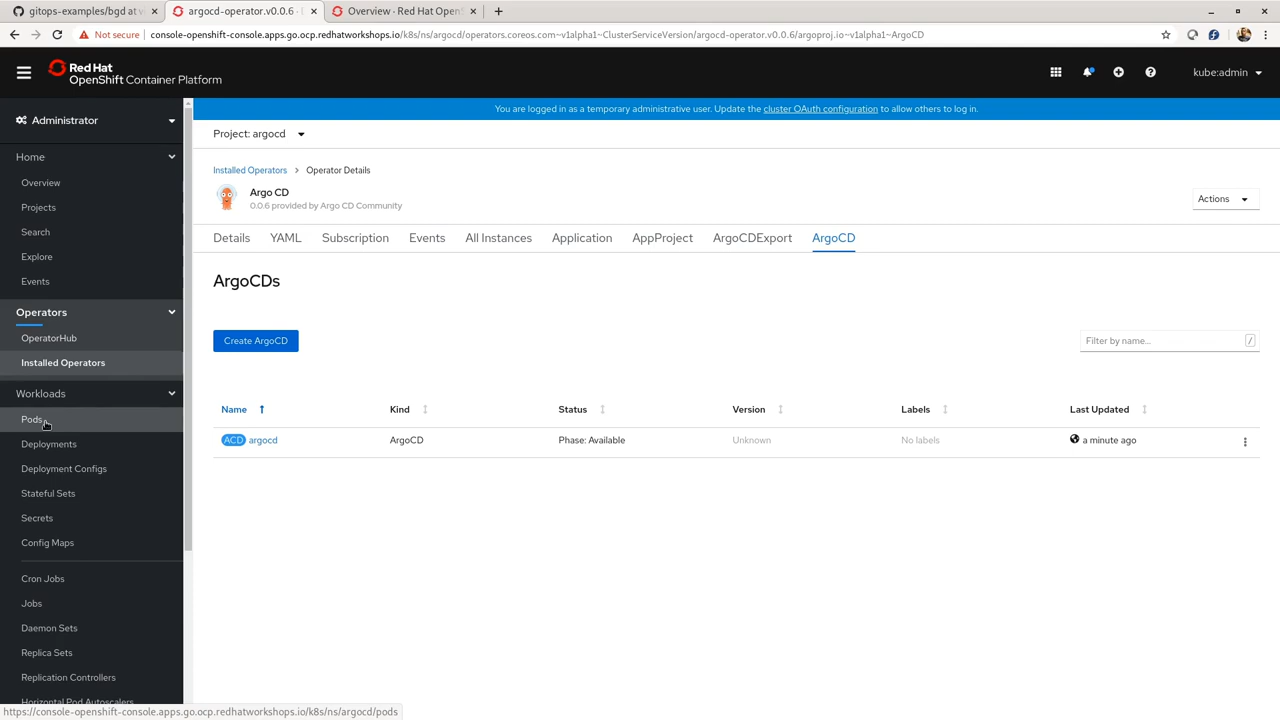 gitops-examples/bgd at vi
argocd-operator.v0.0.6 -
Overview · Red Hat Open
Not secure
console-openshift-console.apps.go.ocp.redhatworkshops.io/k8s/ns/argocd/operators.coreos.com~v1alpha1~ClusterServiceVersion/argocd-operator.v0.0.6/argoproj.io~v1alpha1~ArgoCD
Red Hat
OpenShift Container Platform
kube:admin
You are logged in as a temporary administrative user. Update the cluster OAuth configuration to allow others to log in.
Administrator
Home
Overview
Projects
Search
Explore
Events
Operators
OperatorHub
Installed Operators
Workloads
Pods
Deployments
Deployment Configs
Stateful Sets
Secrets
Config Maps
Cron Jobs
Jobs
Daemon Sets
Replica Sets
Replication Controllers
Horizontal Pod Autoscalers
Project: argocd
Installed Operators > Operator Details
Argo CD
0.0.6 provided by Argo CD Community
Actions
Details YAML Subscription Events All Instances Application AppProject ArgoCDExport ArgoCD
ArgoCDs
Create ArgoCD
Filter by name...
/
Name Kind Status Version Labels Last Updated
ACD argocd ArgoCD Phase: Available Unknown No labels a minute ago
https://console-openshift-console.apps.go.ocp.redhatworkshops.io/k8s/ns/argocd/pods